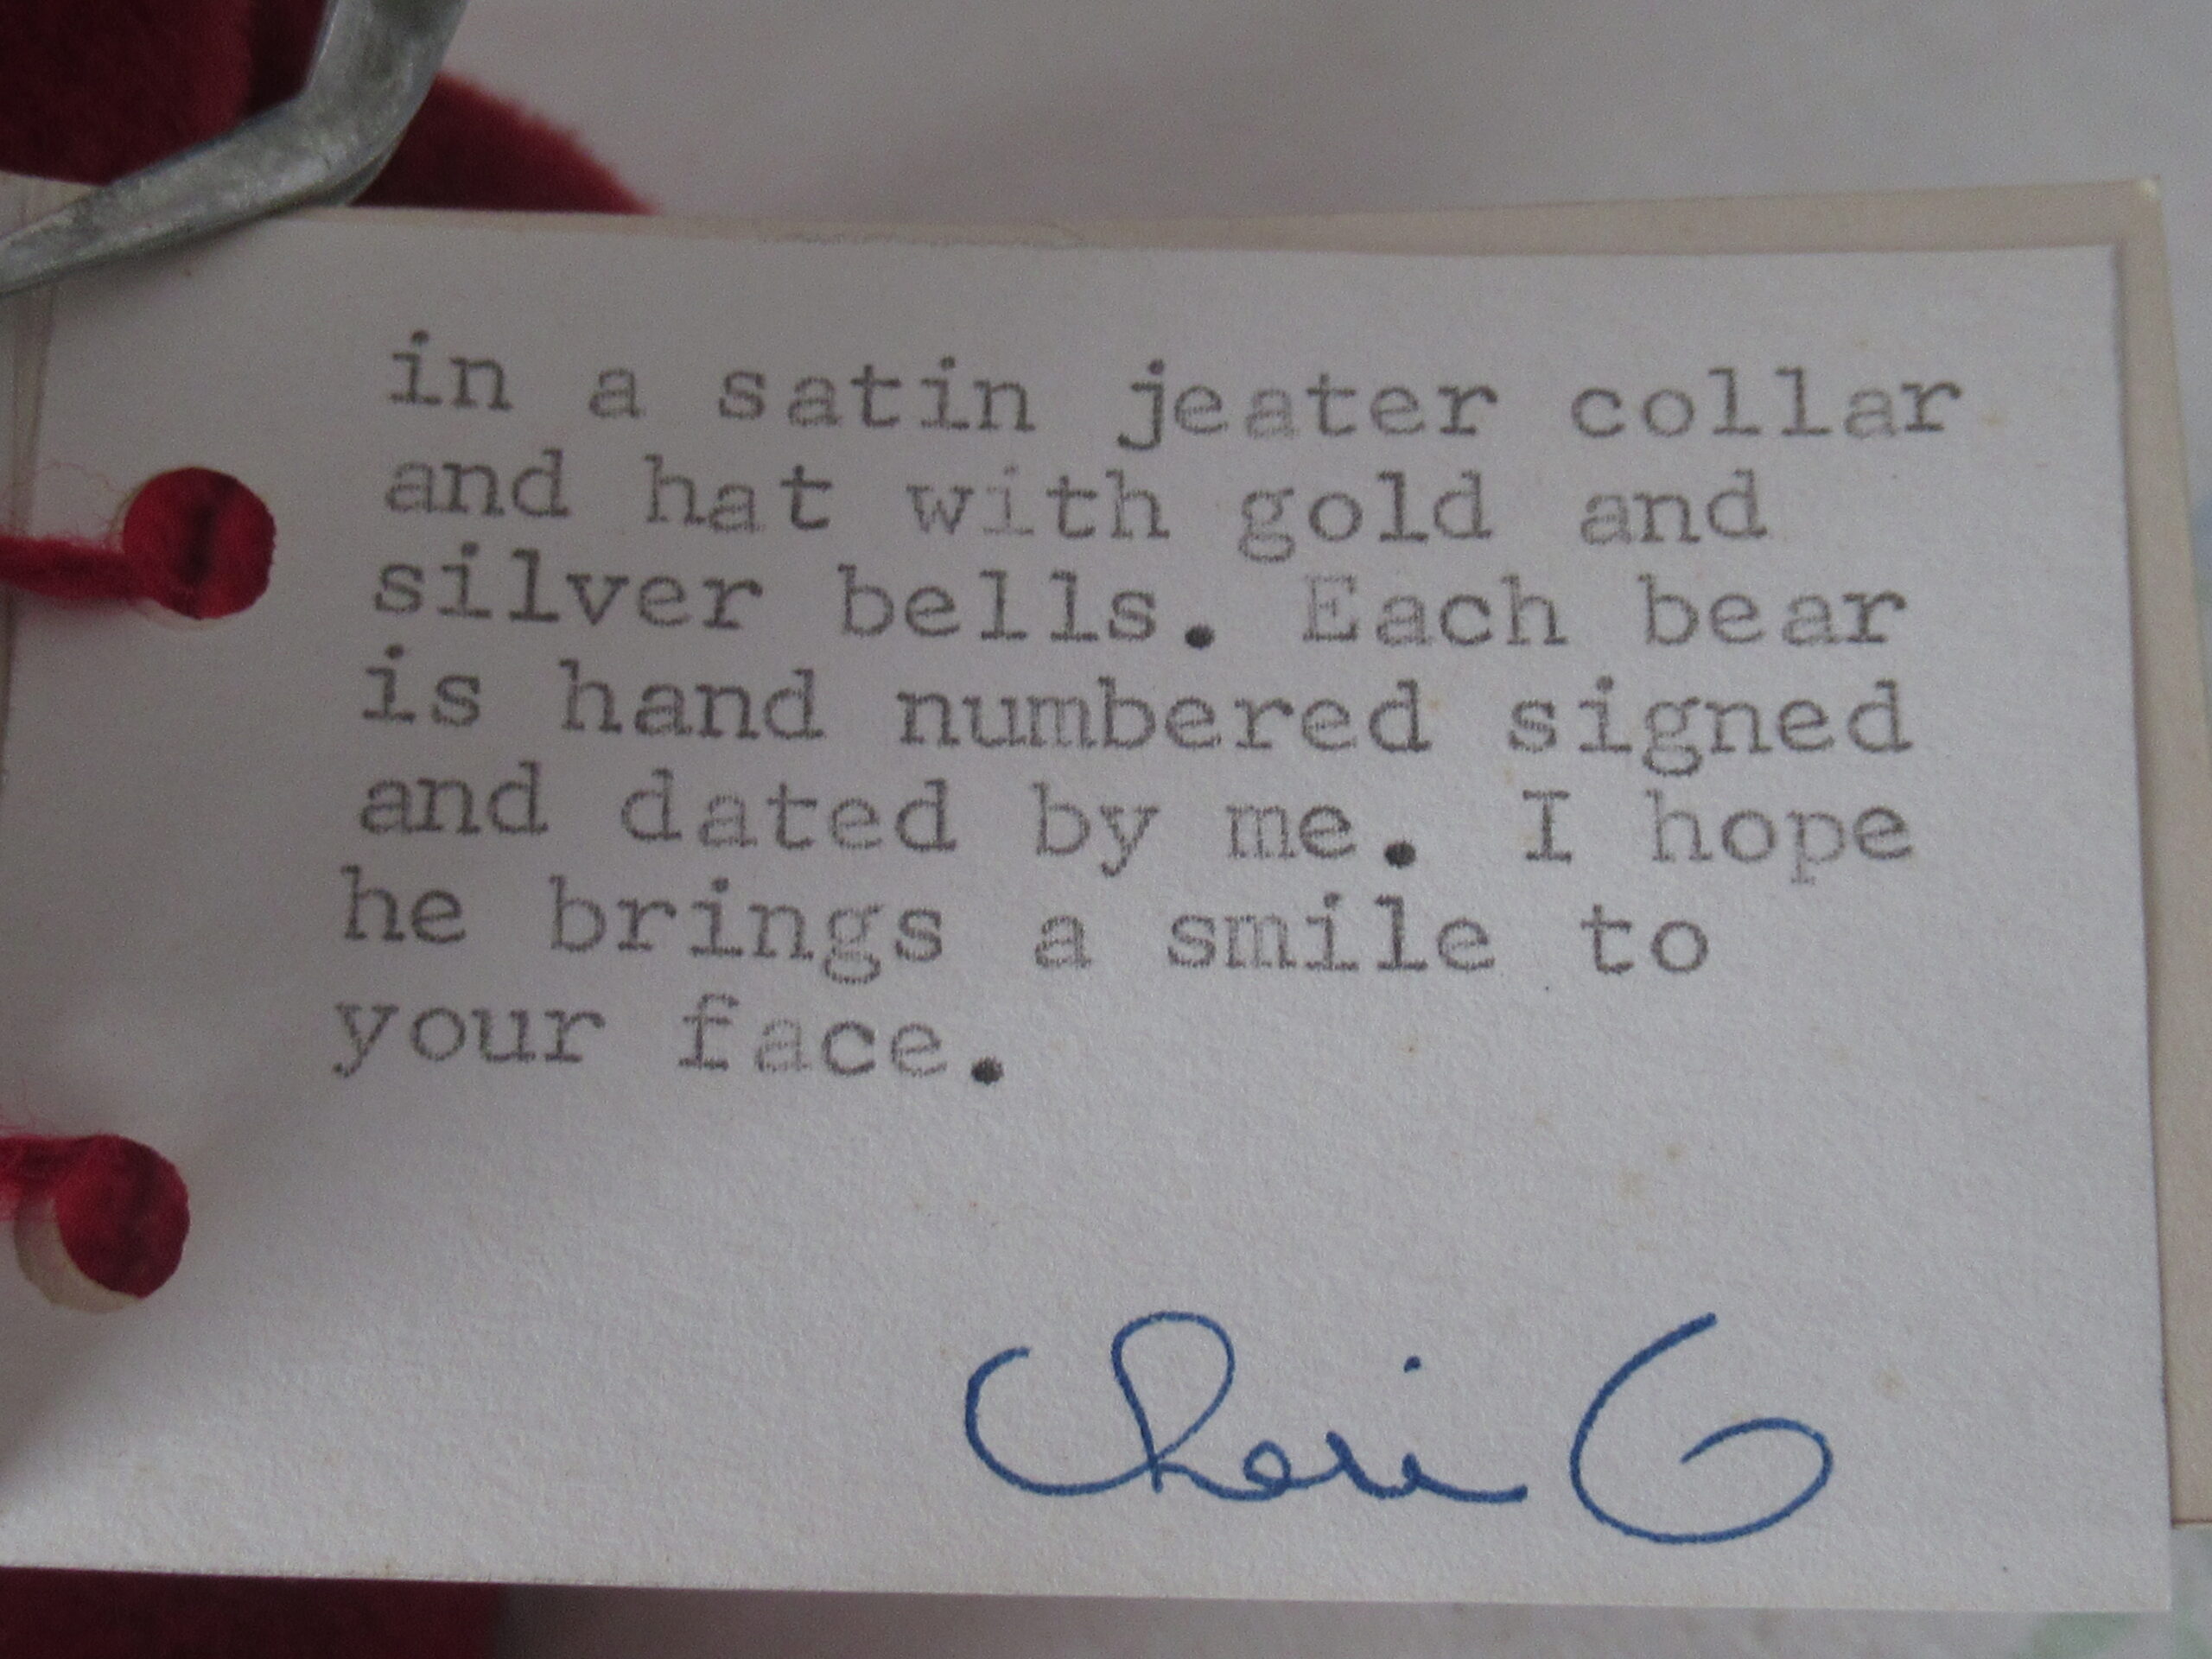 in a satin jeater collar
and hat with gold and
silver bells. Each bear
is hand numbered signed
and dated by me. I hope
he brings a smile to
your face.
Cheri G